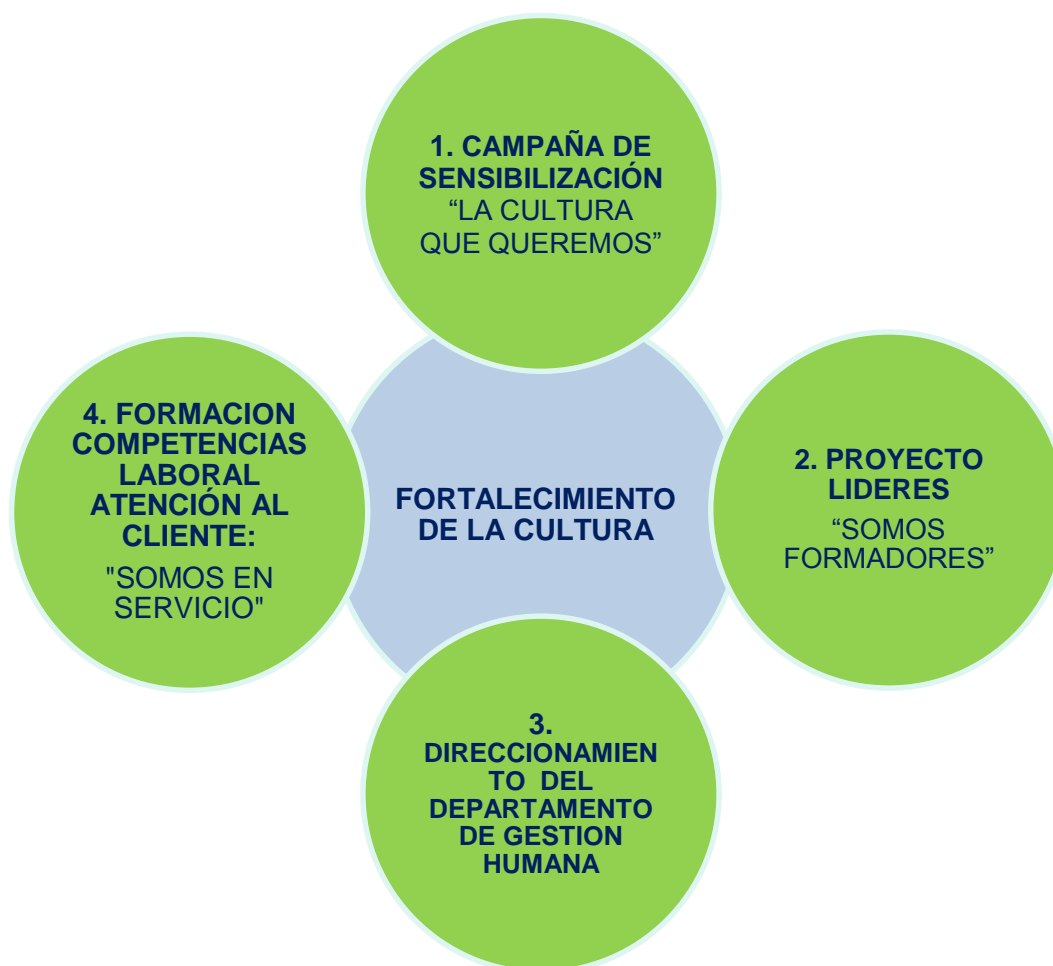 1. CAMPAÑA DE
SENSIBILIZACIÓN
“LA CULTURA
QUE QUEREMOS”
4. FORMACION
COMPETENCIAS
LABORAL
ATENCIÓN AL
CLIENTE:
"SOMOS EN
SERVICIO"
FORTALECIMIENTO
DE LA CULTURA
2. PROYECTO
LIDERES
“SOMOS
FORMADORES”
3.
DIRECCIONAMIEN
TO DEL
DEPARTAMENTO
DE GESTION
HUMANA